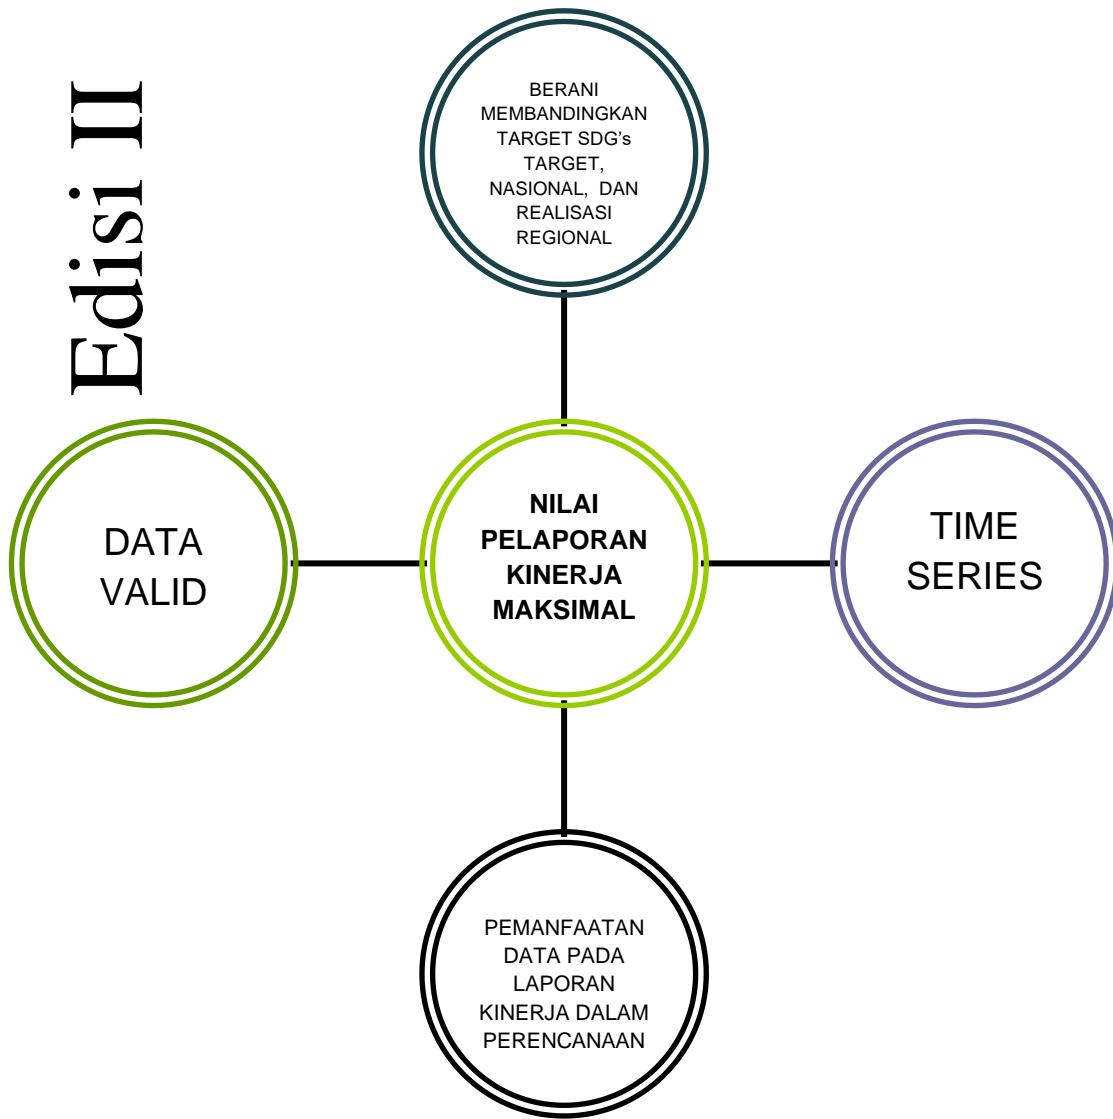 Edisi II
BERANI
MEMBANDINGKAN
TARGET SDG's
TARGET,
NASIONAL, DAN
REALISASI
REGIONAL
DATA
VALID
NILAI
PELAPORAN
KINERJA
MAKSIMAL
TIME
SERIES
PEMANFAATAN
DATA PADA
LAPORAN
KINERJA DALAM
PERENCANAAN